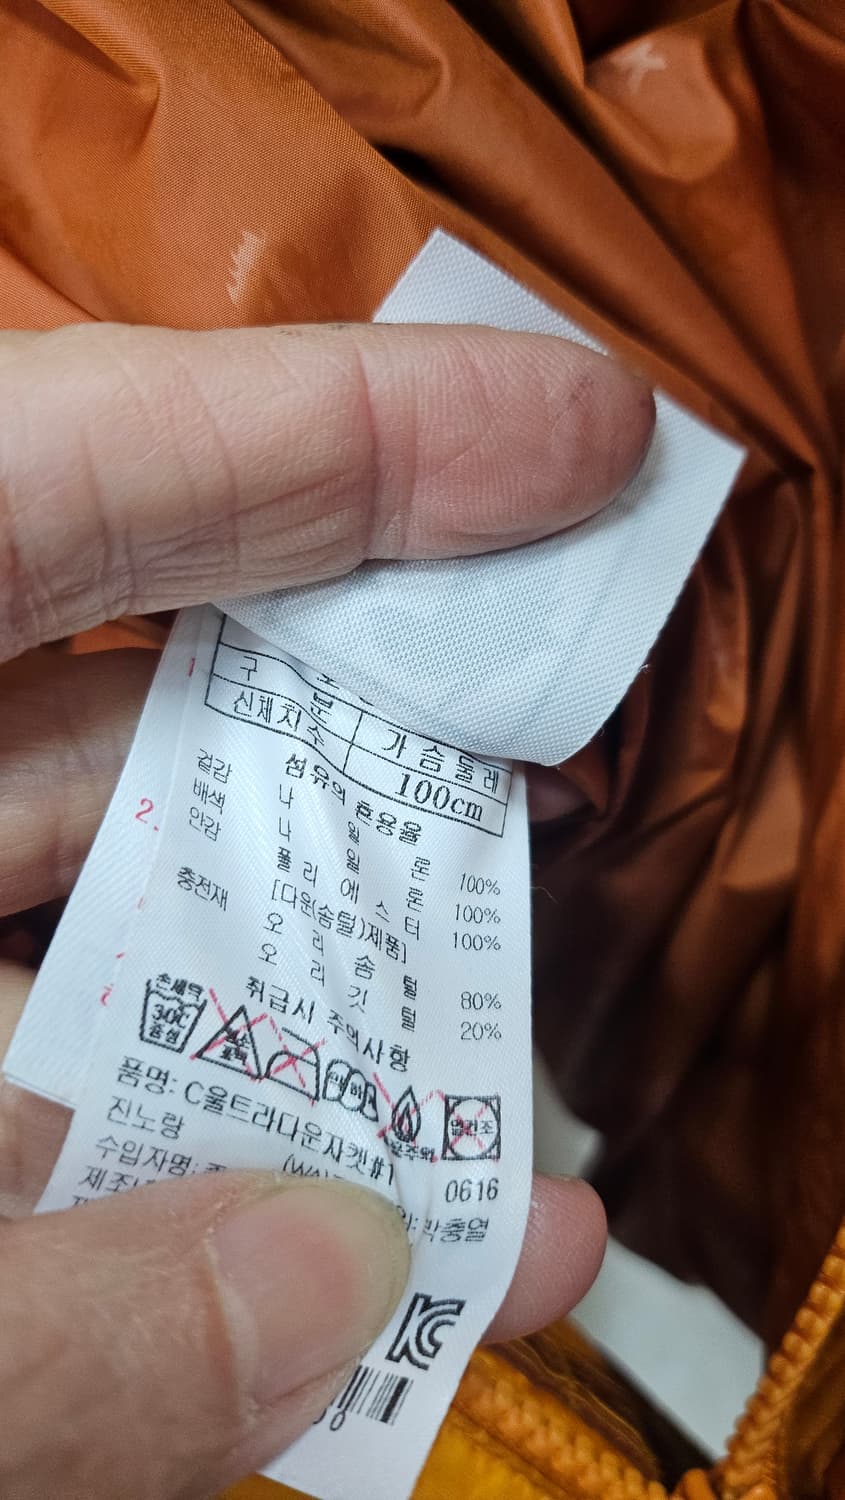 구 분
가슴둘레
신체치수
100cm
섬유의 혼용율
겉감 나 일 론 100%
배색 나 일 론 100%
안감 폴 리 에 스 터 100%
[다운(솜털)제품]
충전재 오 리 솜 털 80%
오 리 깃 털 20%
취급시 주의사항
손세탁
30℃
중성
품명: C울트라다운자켓#1
진노랑
0616
수입자명:
박충열
2.